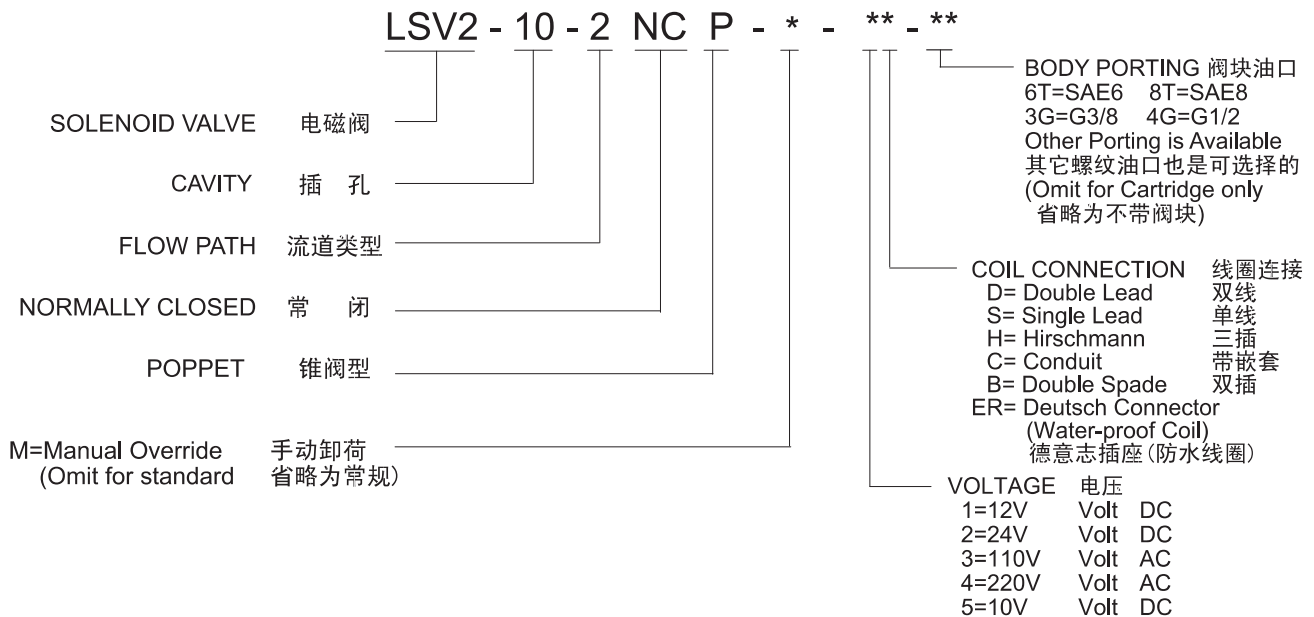 LSV2 - 10 - 2 NC P - * - ** - **
BODY PORTING 阀块油口
6T=SAE6 8T=SAE8
3G=G3/8 4G=G1/2
Other Porting is Available
其它螺纹油口也是可选择的
(Omit for Cartridge only
省略为不带阀块)
SOLENOID VALVE 电磁阀
CAVITY 插 孔
FLOW PATH 流道类型
NORMALLY CLOSED 常 闭
POPPET 锥阀型
M=Manual Override 手动卸荷
(Omit for standard 省略为常规)
COIL CONNECTION 线圈连接
D= Double Lead 双线
S= Single Lead 单线
H= Hirschmann 三插
C= Conduit 带嵌套
B= Double Spade 双插
ER= Deutsch Connector
(Water-proof Coil)
德意志插座(防水线圈)
VOLTAGE 电压
1=12V Volt DC
2=24V Volt DC
3=110V Volt AC
4=220V Volt AC
5=10V Volt DC